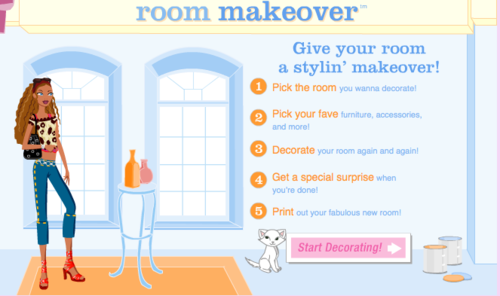 room makeover™
Give your room
a stylin' makeover!
1 Pick the room you wanna decorate!
2 Pick your fave furniture, accessories,
and more!
3 Decorate your room again and again!
4 Get a special surprise when
you're done!
5 Print out your fabulous new room!
Start Decorating!